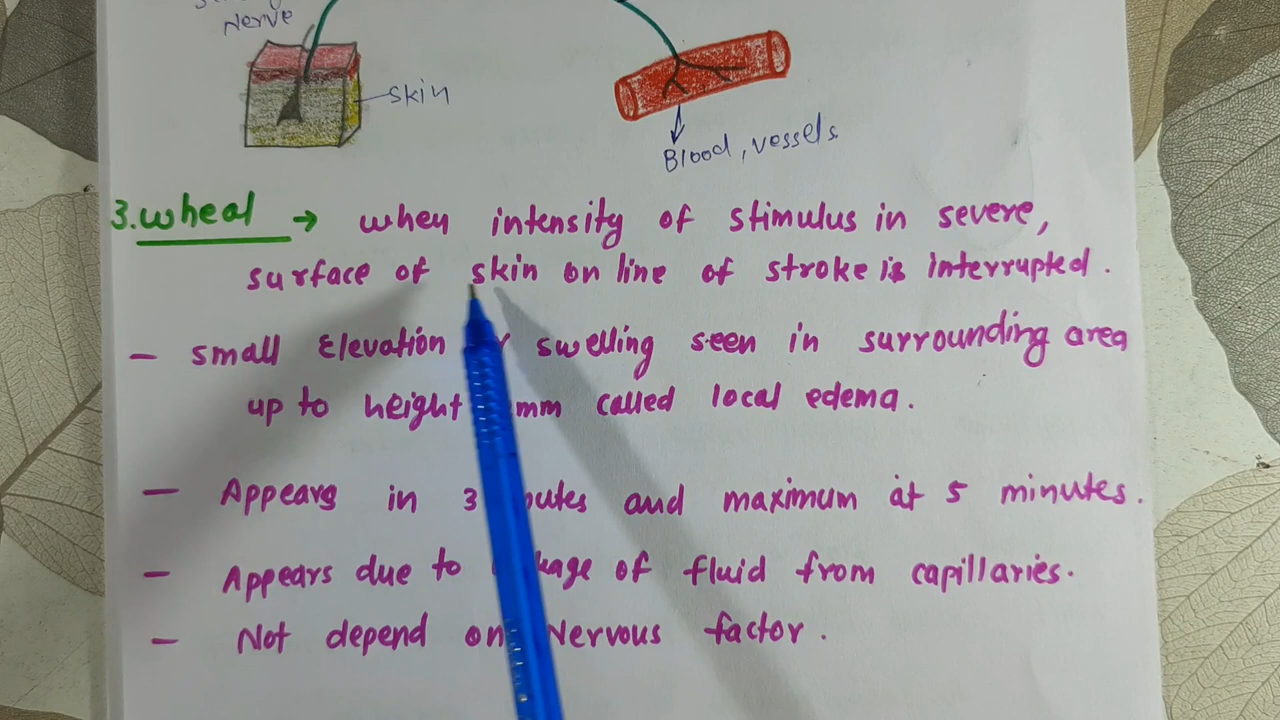 Nerve
skin
Blood, vessels
3. wheal → when intensity of stimulus in severe,
surface of skin on line of stroke is interrupted.
— small Elevation swelling seen in surrounding area
up to height mm called local edema.
— Appears in 3 and maximum at 5 minutes.
— Appears due to of fluid from capillaries.
— Not depend on Nervous factor.